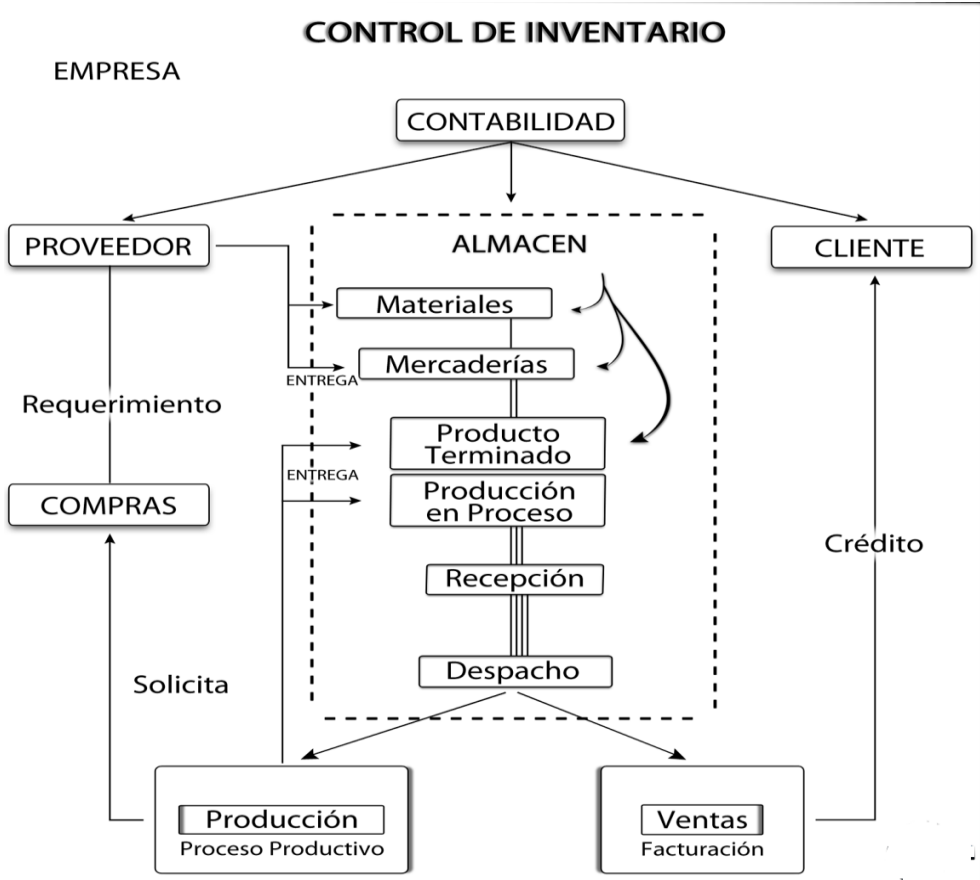 CONTROL DE INVENTARIO
EMPRESA
CONTABILIDAD
PROVEEDOR
ALMACEN
CLIENTE
Materiales
Mercaderías
ENTREGA
Requerimiento
Producto
Terminado
ENTREGA
Producción
en Proceso
COMPRAS
Crédito
Recepción
Despacho
Solicita
Producción
Proceso Productivo
Ventas
Facturación